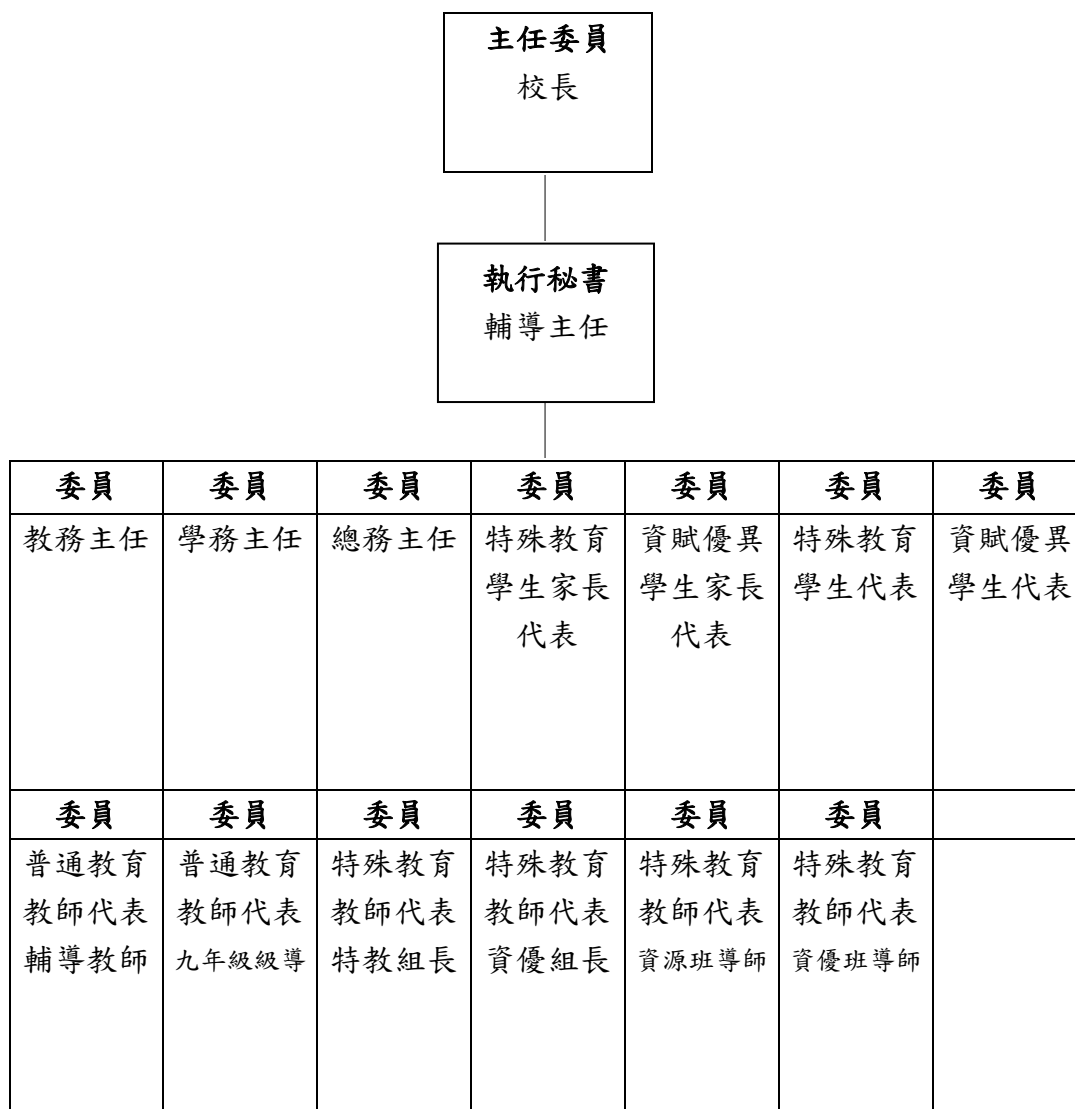 主任委員
校長
執行秘書
輔導主任
委員 委員 委員 委員 委員 委員 委員
教務主任 學務主任 總務主任 特殊教育 資賦優異 特殊教育 資賦優異
學生家長 學生家長 學生代表 學生代表
代表 代表
委員 委員 委員 委員 委員 委員
普通教育 普通教育 特殊教育 特殊教育 特殊教育 特殊教育
教師代表 教師代表 教師代表 教師代表 教師代表 教師代表
輔導教師 九年級級導 特教組長 資優組長 資源班導師 資優班導師